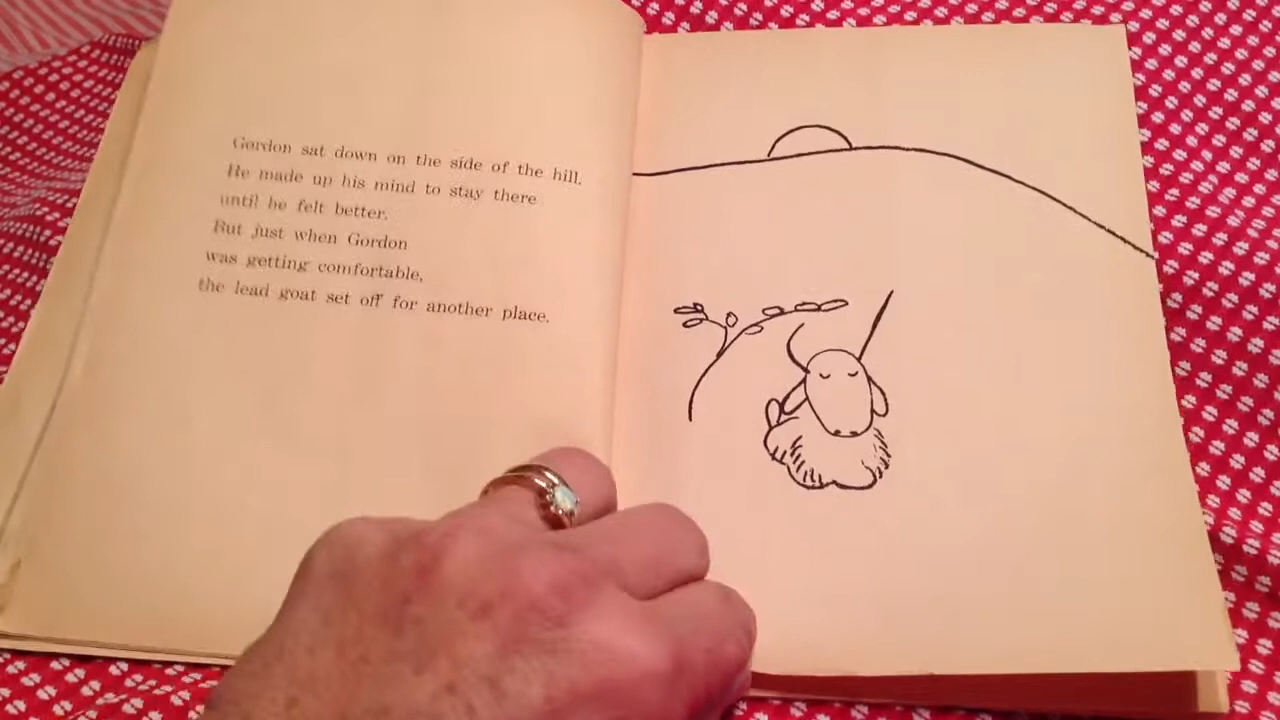 Gordon sat down on the side of the hill.
He made up his mind to stay there
until he felt better.
But just when Gordon
was getting comfortable,
the lead goat set off for another place.